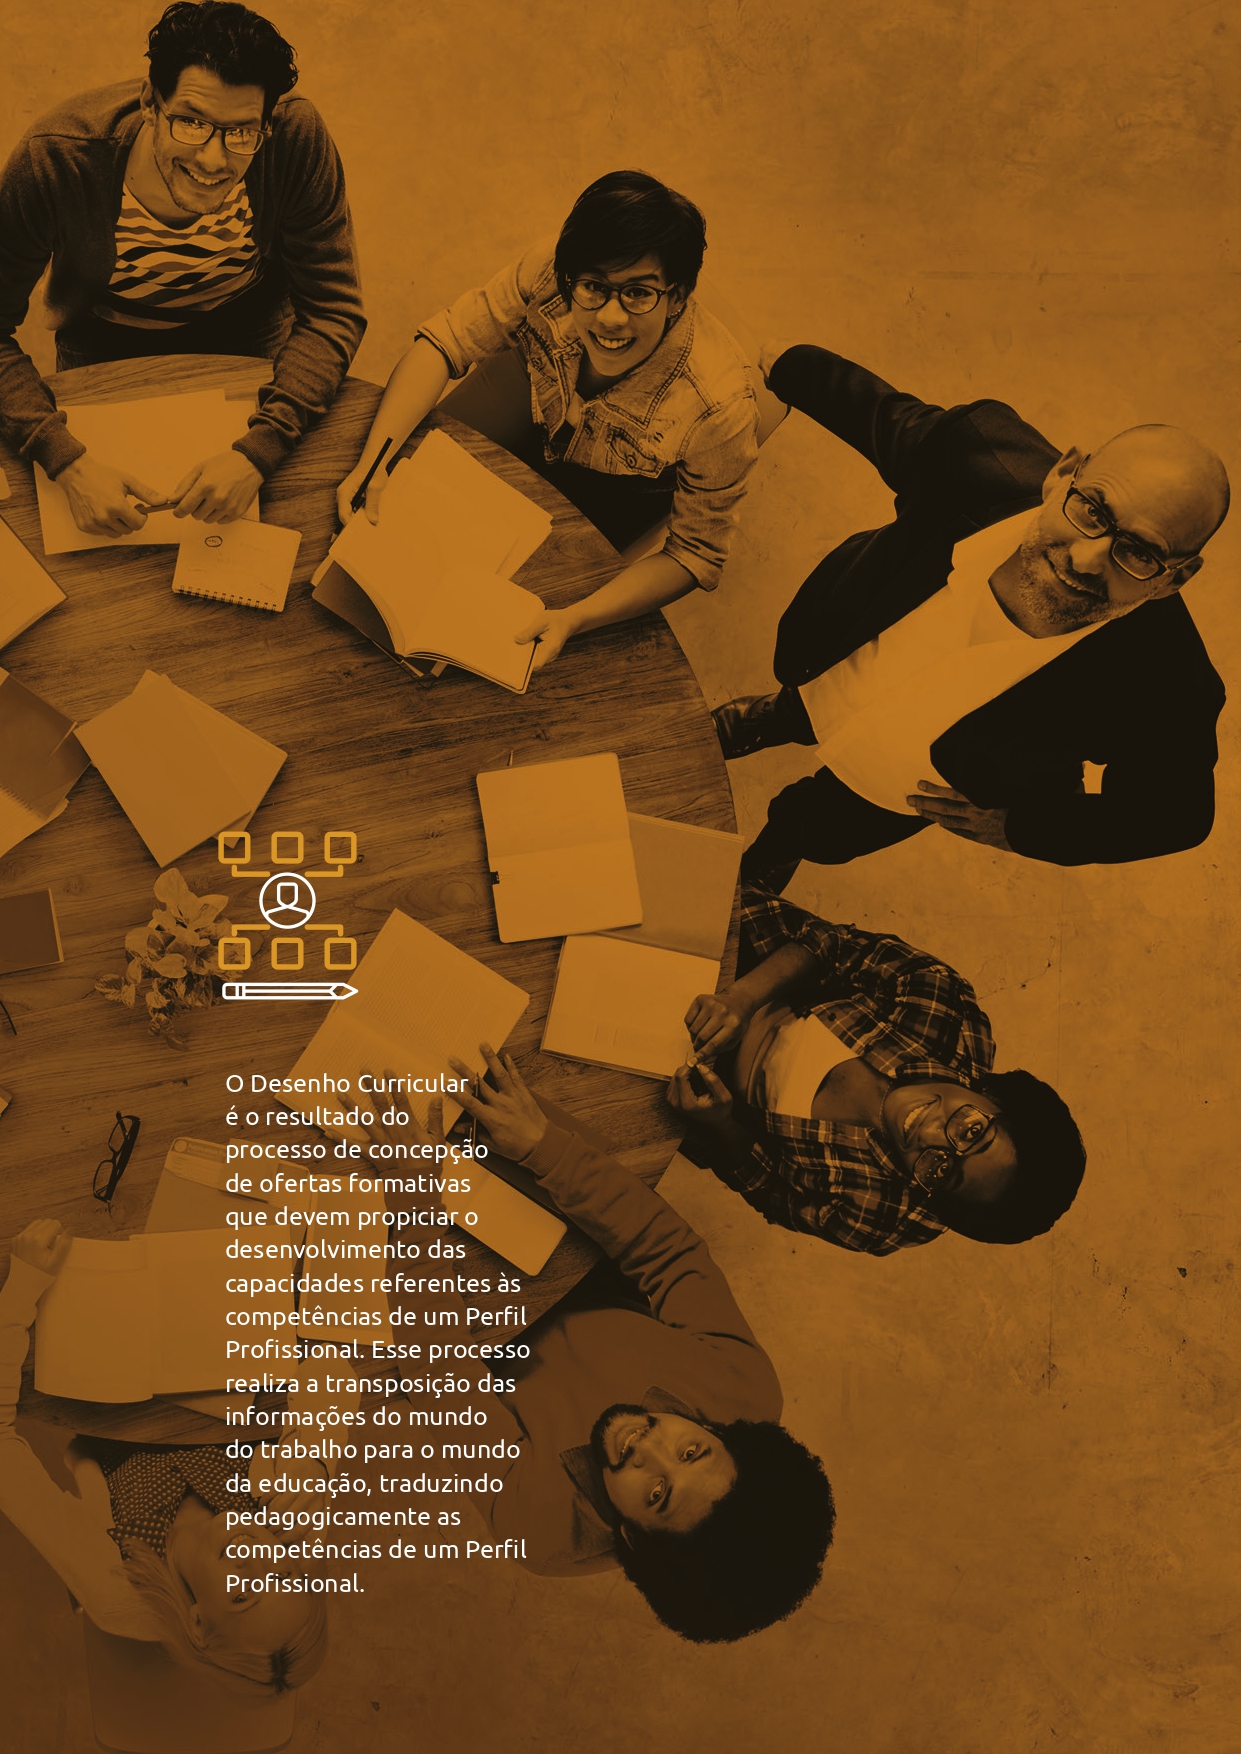 O Desenho Curricular
é o resultado do
processo de concepção
de ofertas formativas
que devem propiciar o
desenvolvimento das
capacidades referentes às
competências de um Perfil
Profissional. Esse processo
realiza a transposição das
informações do mundo
do trabalho para o mundo
da educação, traduzindo
pedagogicamente as
competências de um Perfil
Profissional.